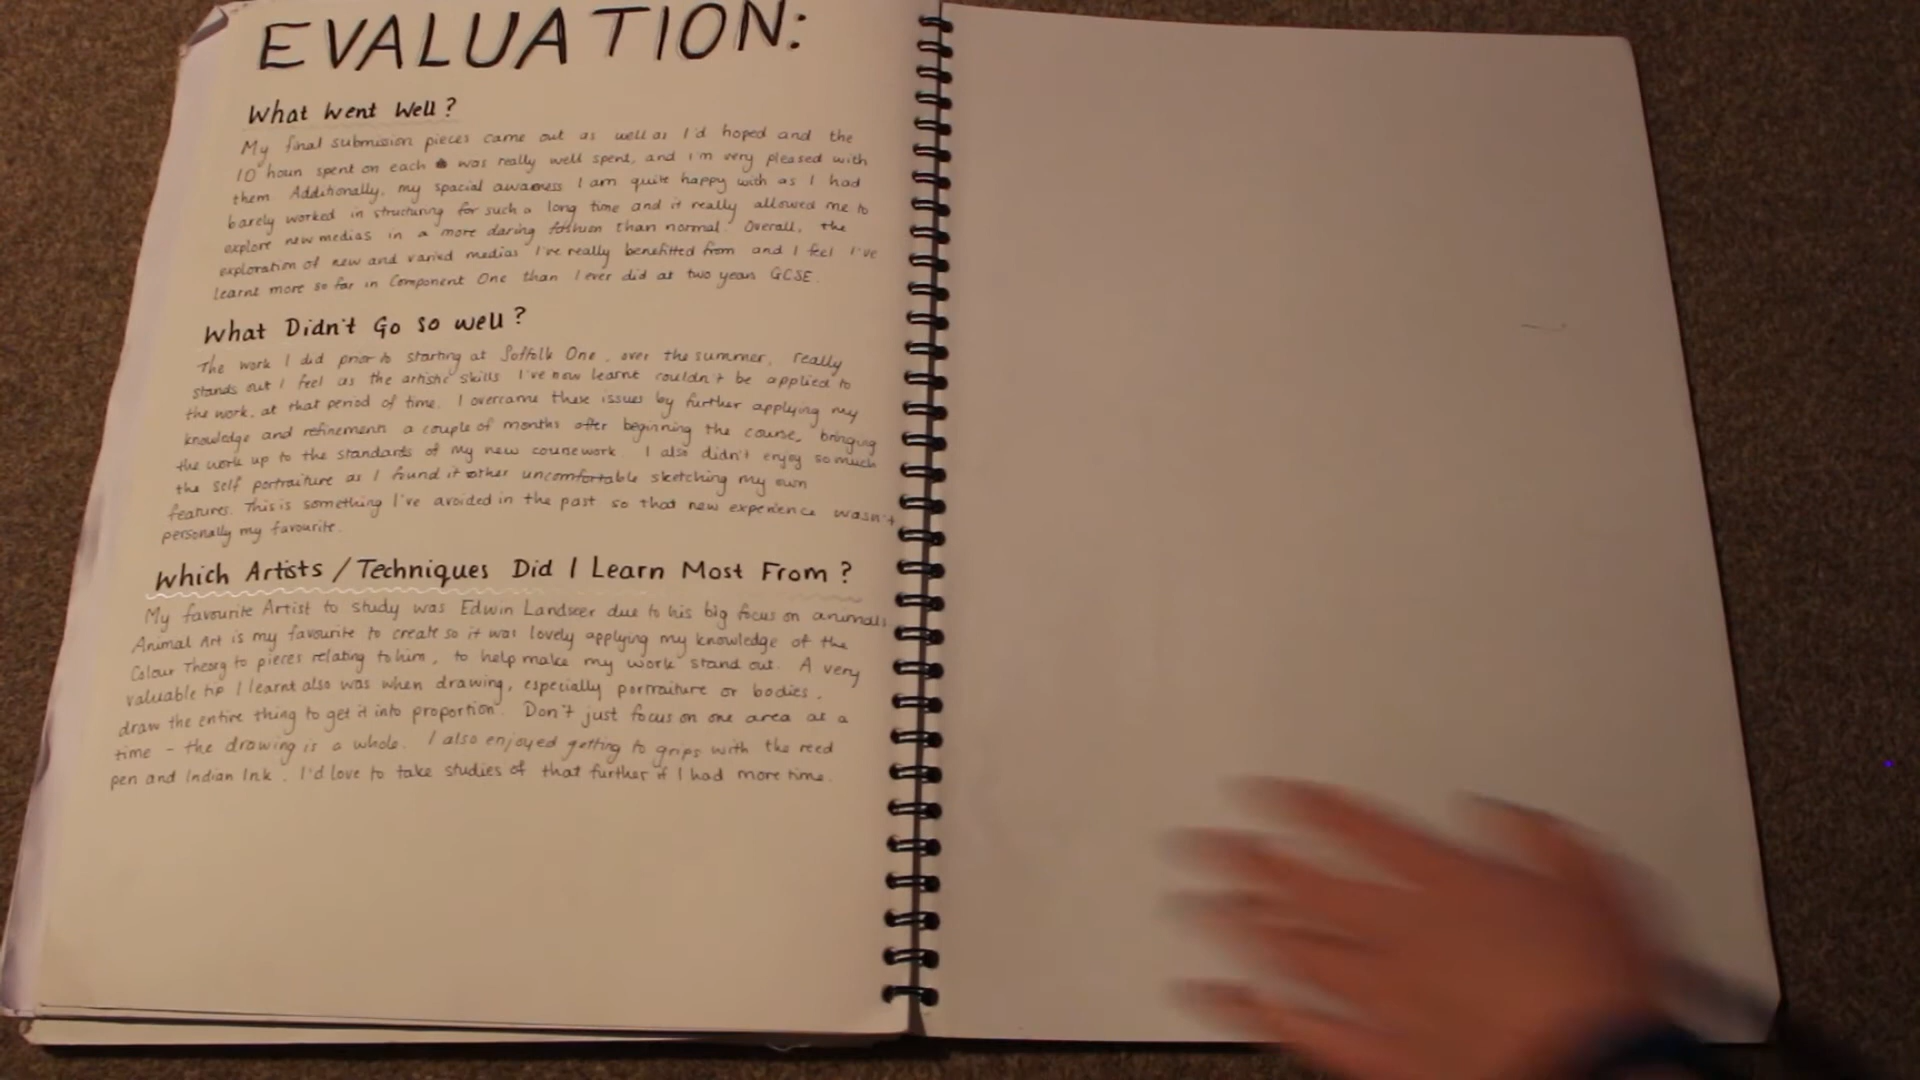 EVALUATION:
What Went Well?
My final submission pieces came out as well as I'd hoped and the
10 hours spent on each was really well spent, and i'm very pleased with
them. Additionally, my spacial awareness I am quite happy with as I had
barely worked in structuring for such a long time and it really allowed me to
explore new medias in a more daring fashion than normal. Overall, the
exploration of new and varied medias I've really benefitted from and I feel I've
learnt more so far in Component One than I ever did at two years GCSE.
What Didn't Go So Well?
The work I did prior to starting at Suffolk One, over the summer, really
stands out I feel as the artistic skills I've now learnt couldn't be applied to
the work, at that period of time. I overcame these issues by further applying my
knowledge and refinements a couple of months after beginning the course, bringing
the work up to the standards of my new coursework. I also didn't enjoy so much
the self portraiture as I found it rather uncomfortable sketching my own
features. This is something I've avoided in the past so that new experience wasn't
personally my favourite.
Which Artists / Techniques Did I Learn Most From?
My favourite Artist to study was Edwin Landseer due to his big focus on animals
Animal Art is my favourite to create so it was lovely applying my knowledge of the
Colour Theory to pieces relating to him, to help make my work stand out. A very
valuable tip I learnt also was when drawing, especially portraiture or bodies,
draw the entire thing to get it into proportion. Don't just focus on one area at a
time - the drawing is a whole. I also enjoyed getting to grips with the reed
pen and Indian Ink. I'd love to take studies of that further if I had more time.